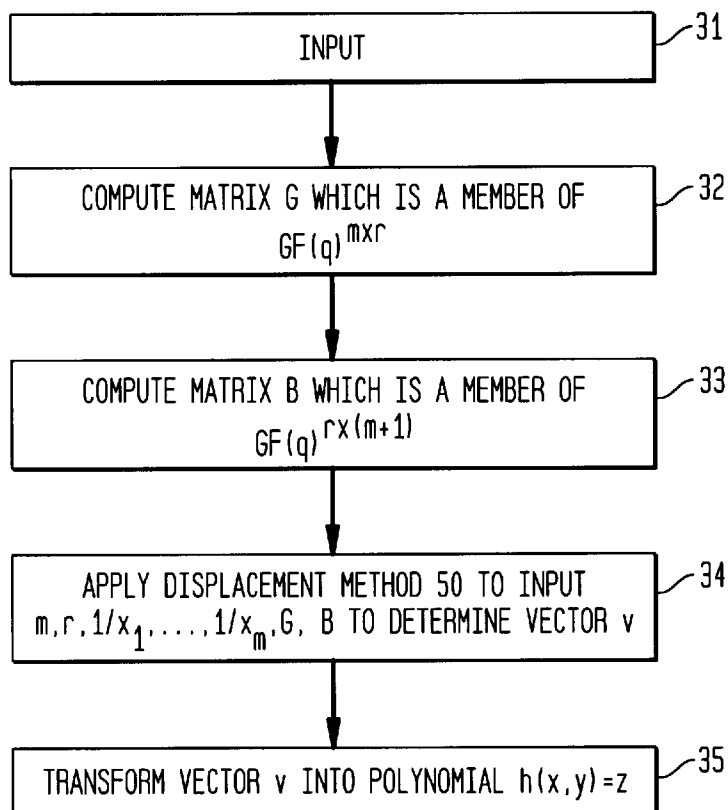 INPUT
31
COMPUTE MATRIX G WHICH IS A MEMBER OF
GF(q)^mxr
32
COMPUTE MATRIX B WHICH IS A MEMBER OF
GF(q)^rx(m+1)
33
APPLY DISPLACEMENT METHOD 50 TO INPUT
m,r,1/x_1,...,1/x_m,G, B TO DETERMINE VECTOR v
34
TRANSFORM VECTOR v INTO POLYNOMIAL h(x,y)=z
35